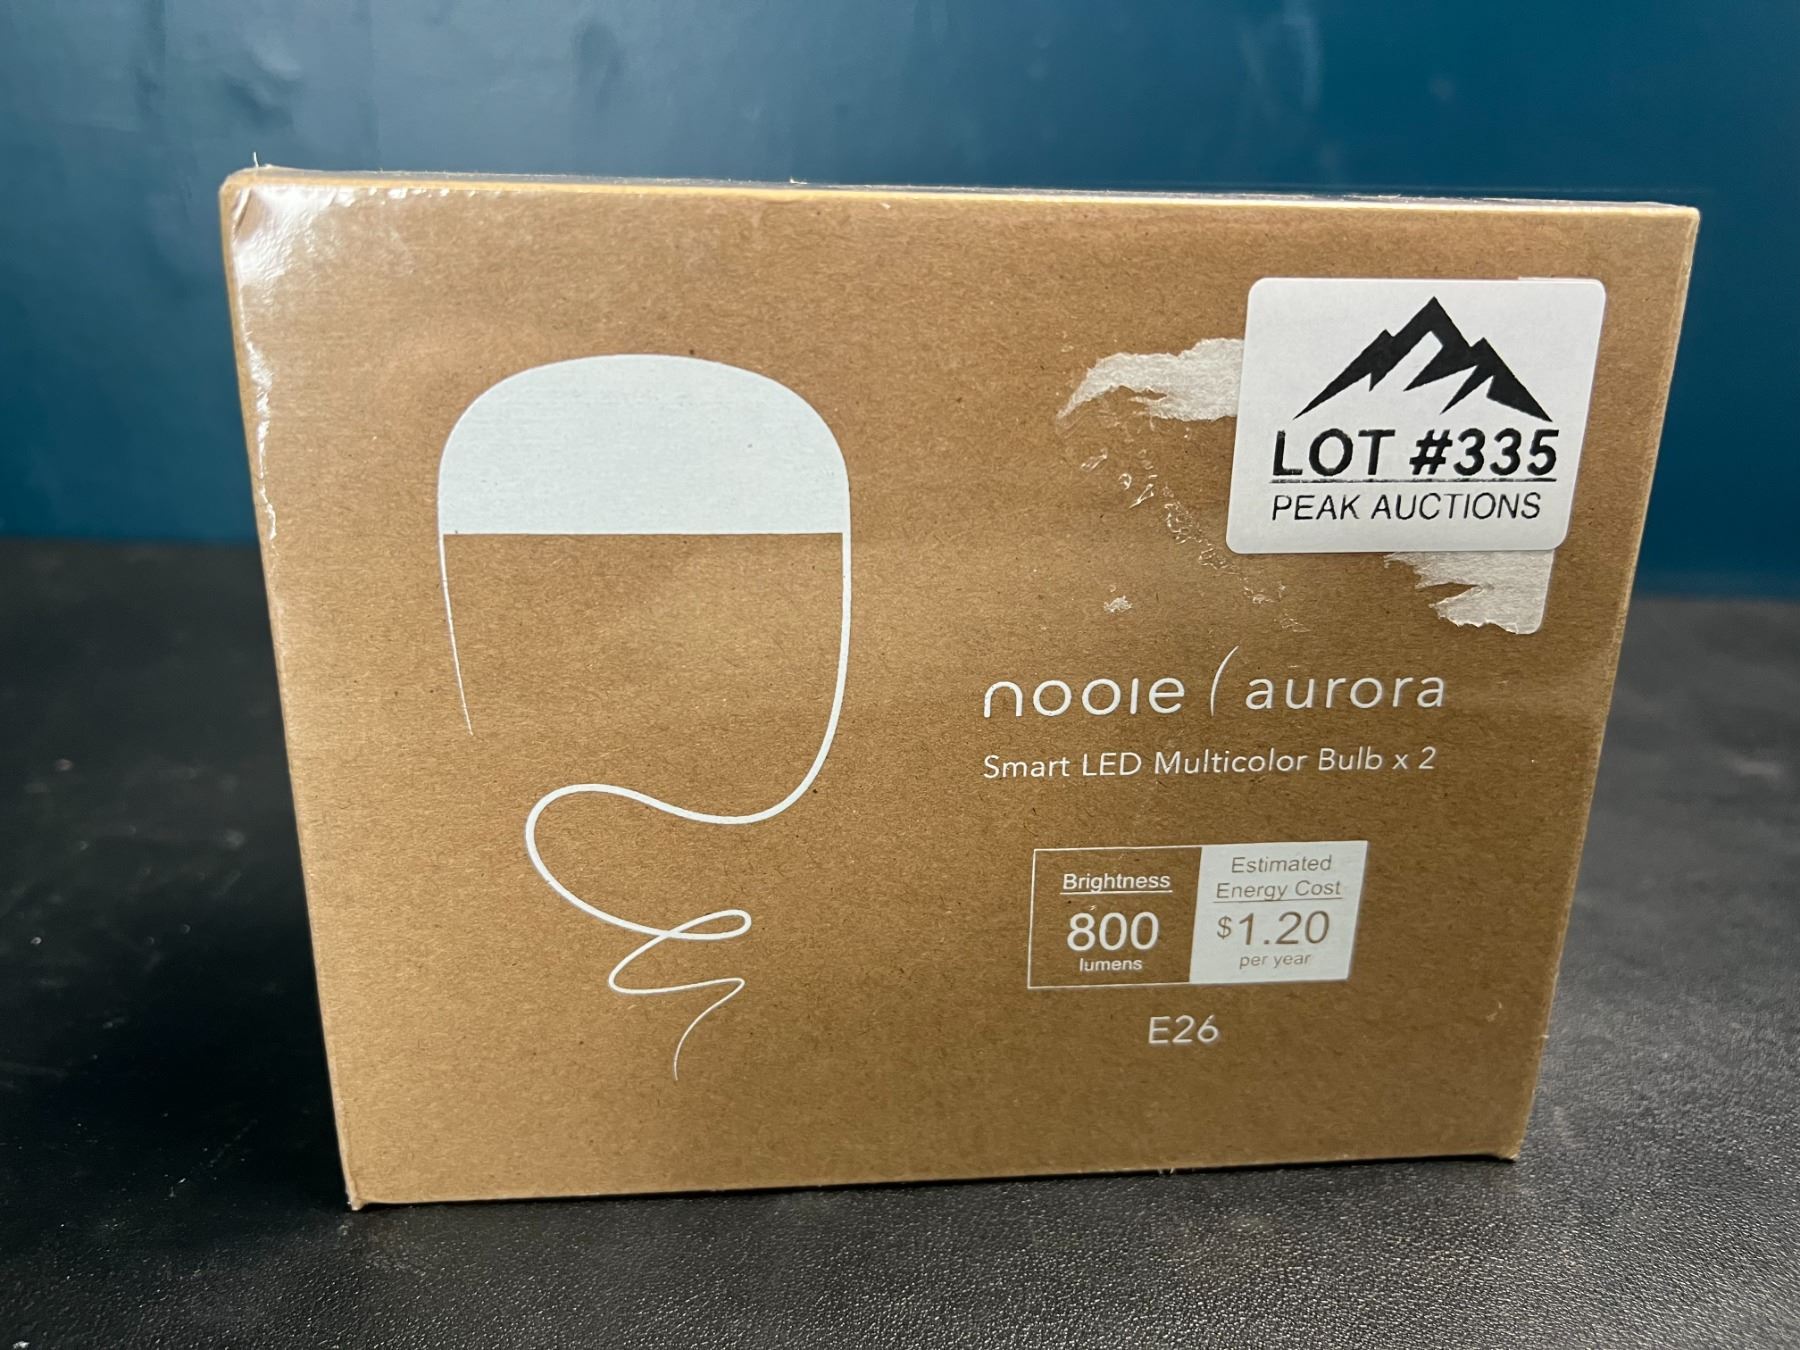 LOT #335
PEAK AUCTIONS
nooie ( aurora
Smart LED Multicolor Bulb x 2
Brightness
800
lumens
Estimated
Energy Cost
$1.20
per year
E26